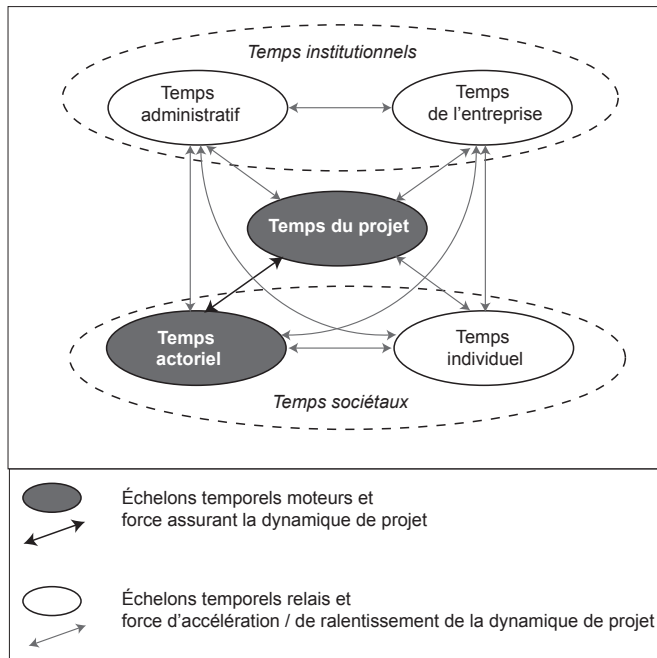 Temps institutionnels
Temps
administratif
Temps
de l'entreprise
Temps du projet
Temps
actoriel
Temps
individuel
Temps sociétaux
Échelons temporels moteurs et
force assurant la dynamique de projet
Échelons temporels relais et
force d'accélération / de ralentissement de la dynamique de projet